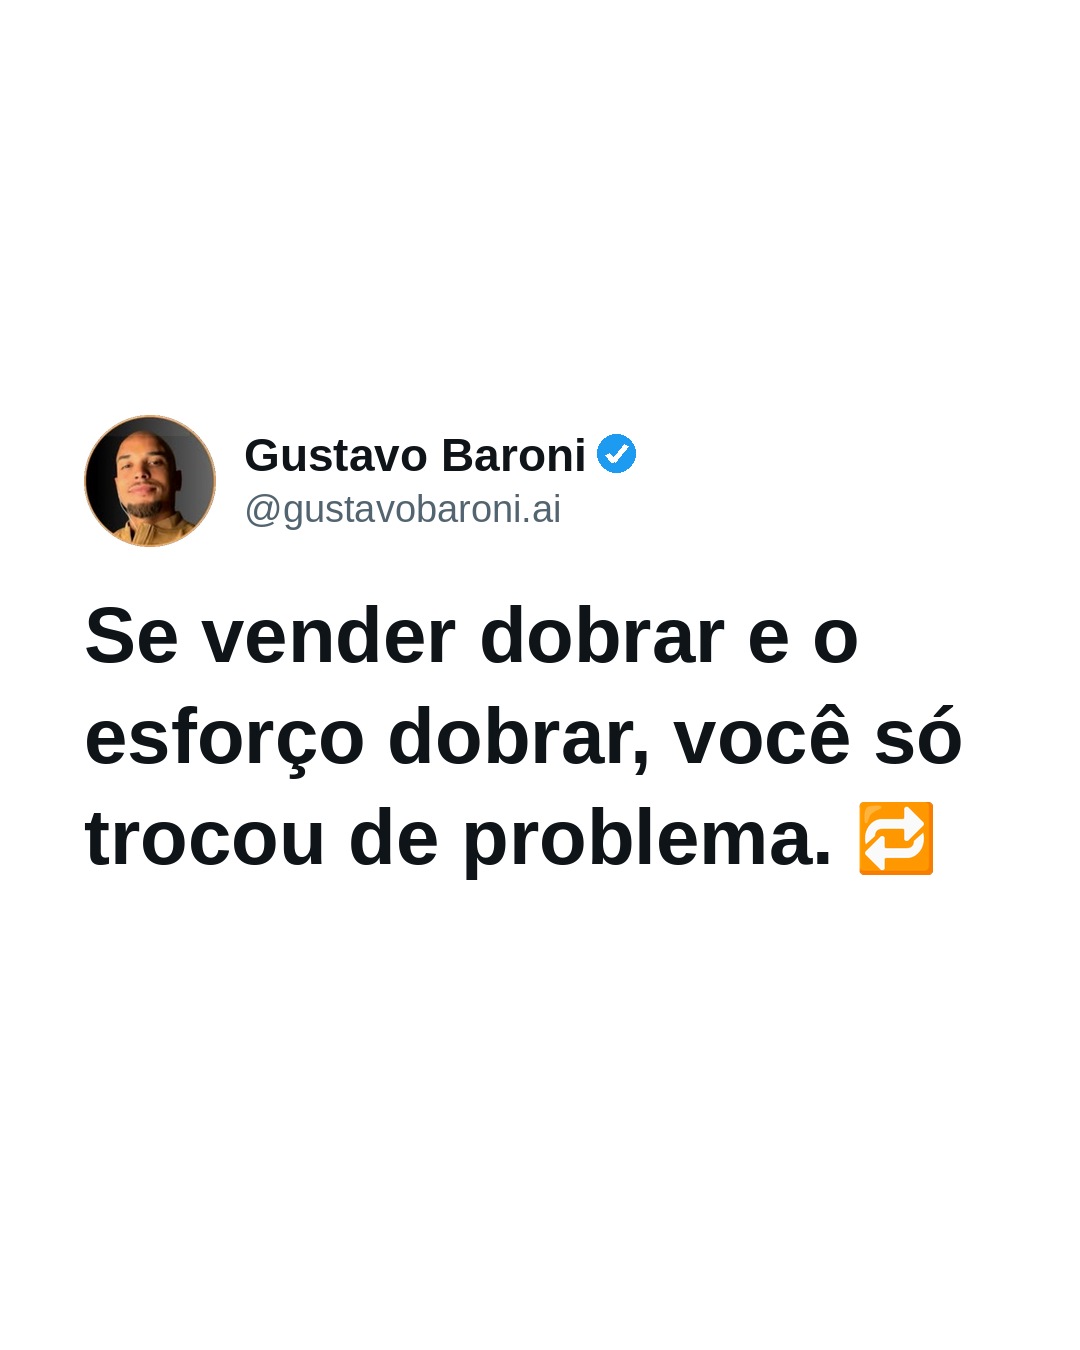 Gustavo Baroni
@gustavobaroni.ai
Se vender dobrar e o
esforço dobrar, você só
trocou de problema. 🔁